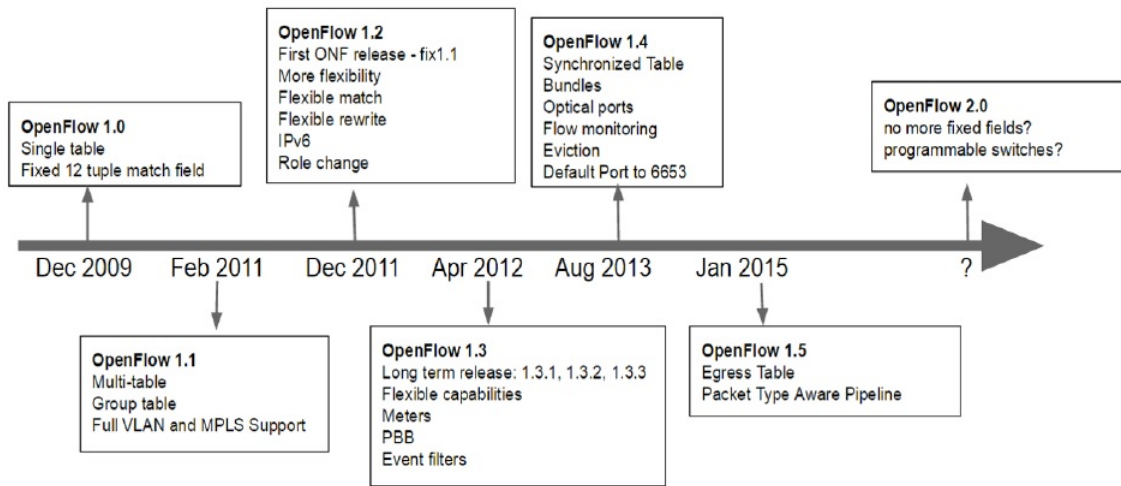 OpenFlow 1.0
Single table
Fixed 12 tuple match field
OpenFlow 1.2
First ONF release - fix1.1
More flexibility
Flexible match
Flexible rewrite
IPv6
Role change
OpenFlow 1.4
Synchronized Table
Bundles
Optical ports
Flow monitoring
Eviction
Default Port to 6653
OpenFlow 2.0
no more fixed fields?
programmable switches?
Dec 2009
Feb 2011
Dec 2011
Apr 2012
Aug 2013
Jan 2015
?
OpenFlow 1.1
Multi-table
Group table
Full VLAN and MPLS Support
OpenFlow 1.3
Long term release: 1.3.1, 1.3.2, 1.3.3
Flexible capabilities
Meters
PBB
Event filters
OpenFlow 1.5
Egress Table
Packet Type Aware Pipeline